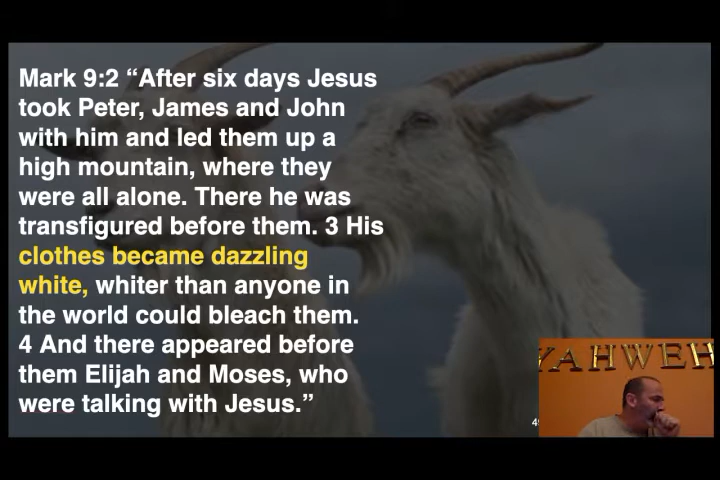 Mark 9:2 “After six days Jesus
took Peter, James and John
with him and led them up a
high mountain, where they
were all alone. There he was
transfigured before them. 3 His
clothes became dazzling
white, whiter than anyone in
the world could bleach them.
4 And there appeared before
them Elijah and Moses, who
were talking with Jesus.”
YAHWEH